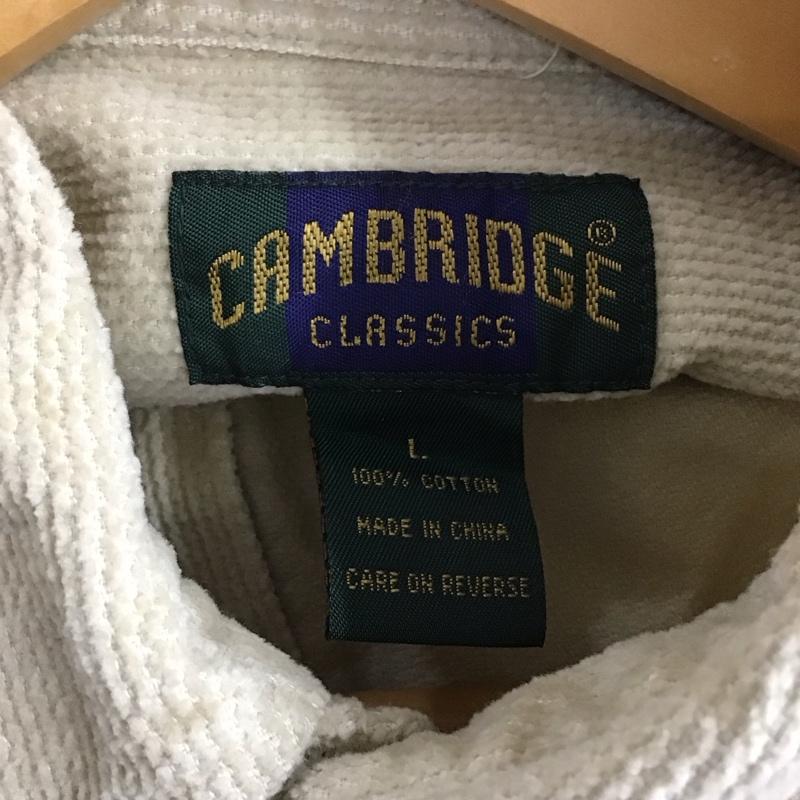 CAMBRIDGE®
CLASSICS
L
100% COTTON
MADE IN CHINA
CARE ON REVERSE